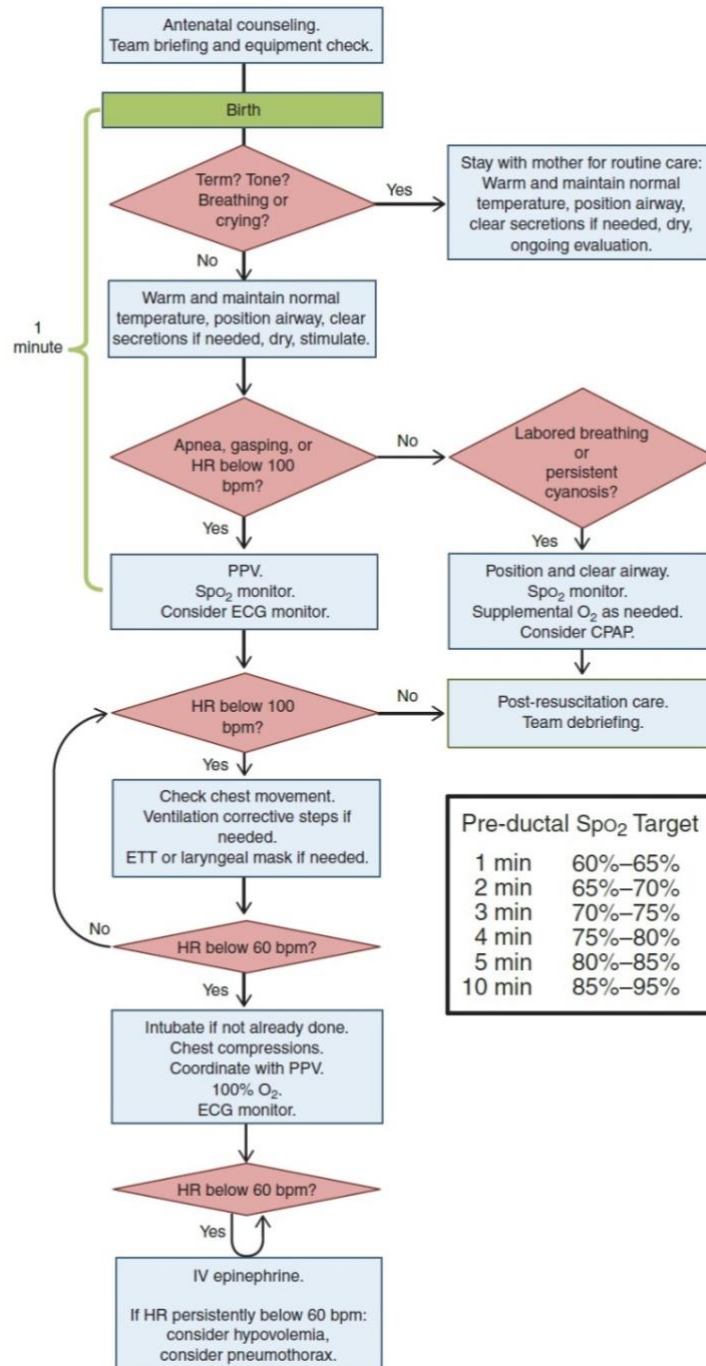 Antenatal counseling.
Team briefing and equipment check.
Birth
Term? Tone?
Breathing or
crying?
Yes
Stay with mother for routine care:
Warm and maintain normal
temperature, position airway,
clear secretions if needed, dry,
ongoing evaluation.
No
1
minute
Warm and maintain normal
temperature, position airway, clear
secretions if needed, dry, stimulate.
Apnea, gasping, or
HR below 100
bpm?
No
Labored breathing
or
persistent
cyanosis?
Yes
Yes
PPV.
SpO₂ monitor.
Consider ECG monitor.
Position and clear airway.
SpO₂ monitor.
Supplemental O₂ as needed.
Consider CPAP.
HR below 100
bpm?
No
Post-resuscitation care.
Team debriefing.
Yes
Check chest movement.
Ventilation corrective steps if
needed.
ETT or laryngeal mask if needed.
Pre-ductal SpO₂ Target
1 min 60%–65%
2 min 65%–70%
3 min 70%–75%
4 min 75%–80%
5 min 80%–85%
10 min 85%–95%
No
HR below 60 bpm?
Yes
Intubate if not already done.
Chest compressions.
Coordinate with PPV.
100% O₂.
ECG monitor.
HR below 60 bpm?
Yes
IV epinephrine.
If HR persistently below 60 bpm:
consider hypovolemia,
consider pneumothorax.